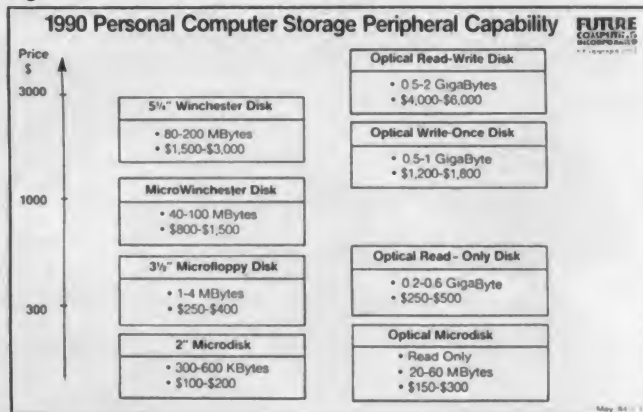 1990 Personal Computer Storage Peripheral Capability
FUTURE
COMPUTING
INCORPORATED
Price
$
3000
1000
300
5¼" Winchester Disk
• 80-200 MBytes
• $1,500-$3,000
MicroWinchester Disk
• 40-100 MBytes
• $800-$1,500
3½" Microfloppy Disk
• 1-4 MBytes
• $250-$400
2" Microdisk
• 300-600 KBytes
• $100-$200
Optical Read-Write Disk
• 0.5-2 GigaBytes
• $4,000-$6,000
Optical Write-Once Disk
• 0.5-1 GigaByte
• $1,200-$1,800
Optical Read-Only Disk
• 0.2-0.6 GigaByte
• $250-$500
Optical Microdisk
• Read Only
• 20-60 MBytes
• $150-$300
May